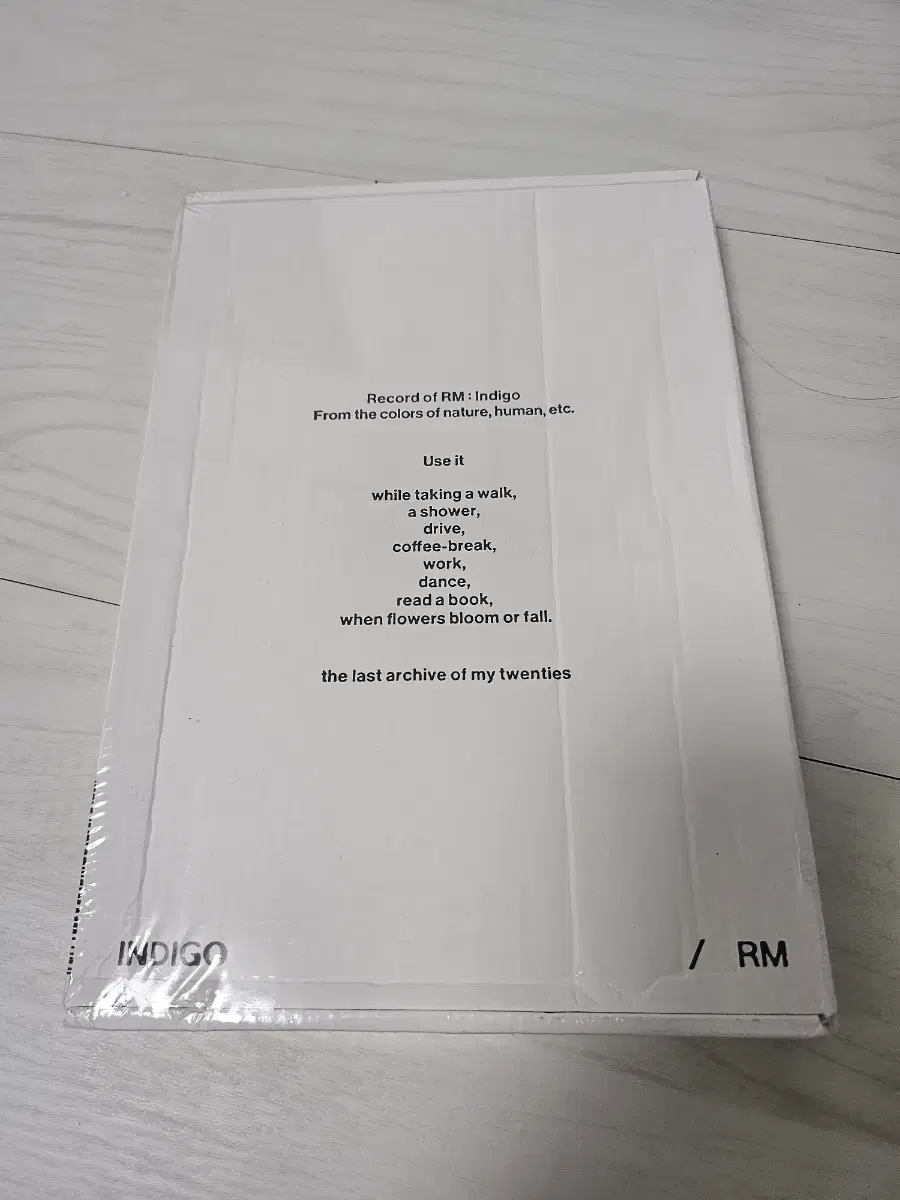 Record of RM : Indigo
From the colors of nature, human, etc.
Use it
while taking a walk,
a shower,
drive,
coffee-break,
work,
dance,
read a book,
when flowers bloom or fall.
the last archive of my twenties
INDIGO / RM